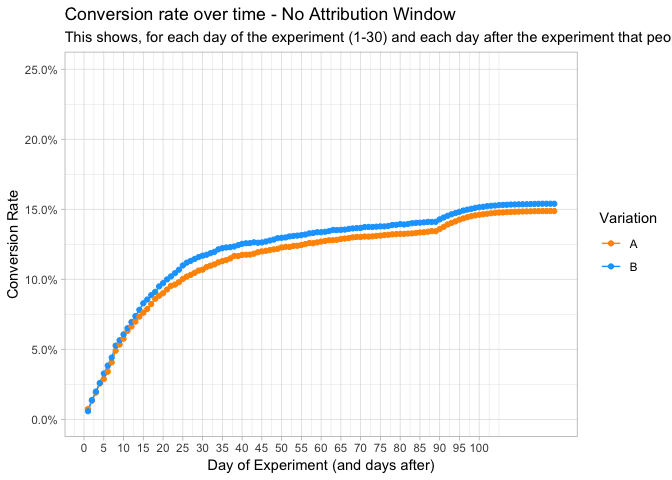 Conversion rate over time - No Attribution Window
This shows, for each day of the experiment (1-30) and each day after the experiment that peo
25.0%
20.0%
15.0%
10.0%
5.0%
0.0%
Conversion Rate
0 5 10 15 20 25 30 35 40 45 50 55 60 65 70 75 80 85 90 95 100
Day of Experiment (and days after)
Variation
A
B